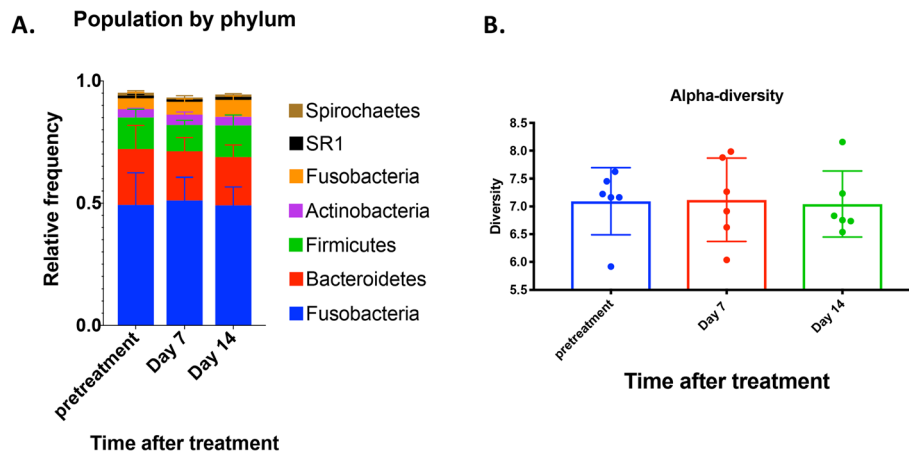 A.
Population by phylum
Relative frequency
1.0
0.5
0.0
pretreatment
Day 7
Day 14
Time after treatment
Spirochaetes
SR1
Fusobacteria
Actinobacteria
Firmicutes
Bacteroidetes
Fusobacteria
B.
Alpha-diversity
Diversity
8.5
8.0
7.5
7.0
6.5
6.0
5.5
pretreatment
Day 7
Day 14
Time after treatment